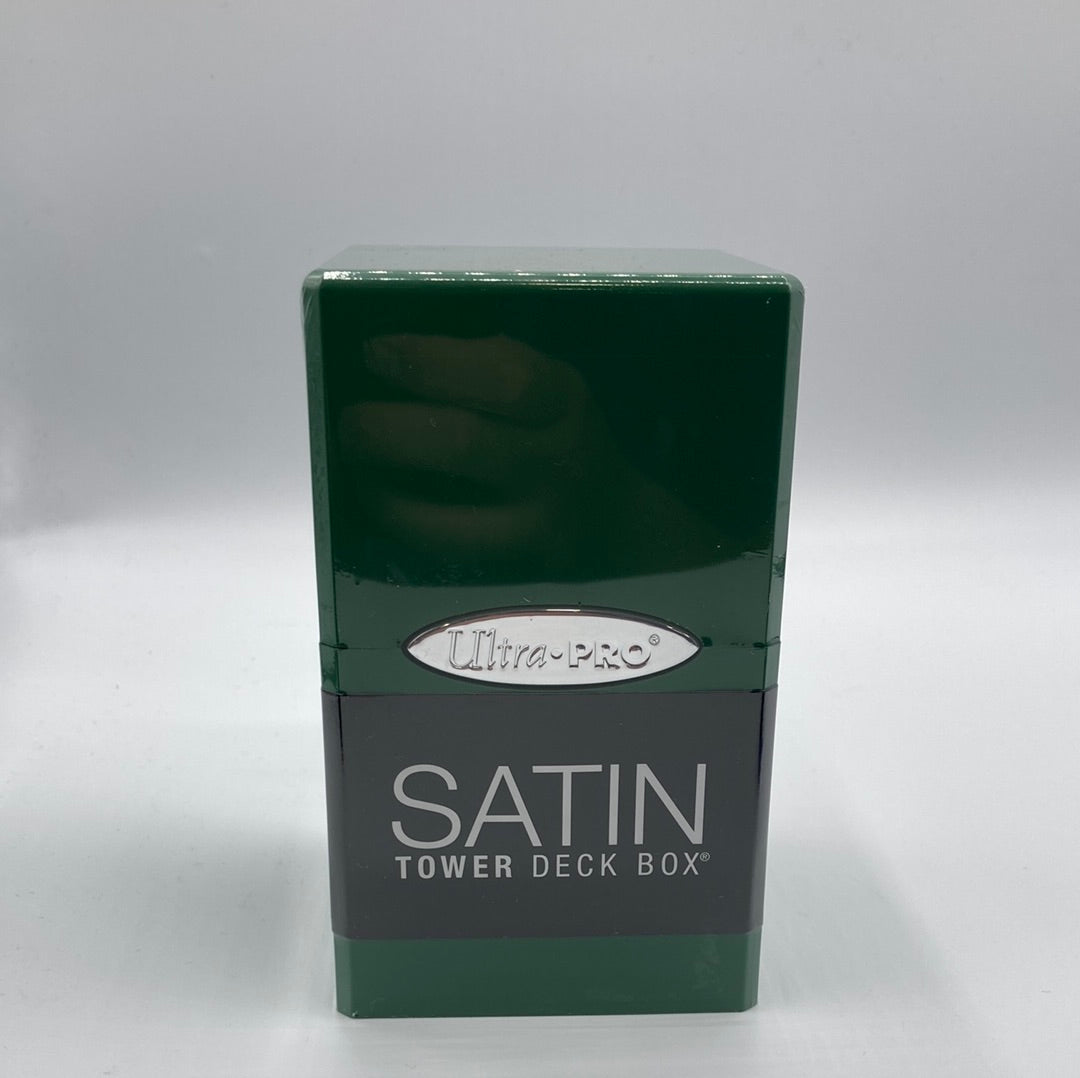 Ultra·PRO®
SATIN
TOWER DECK BOX®